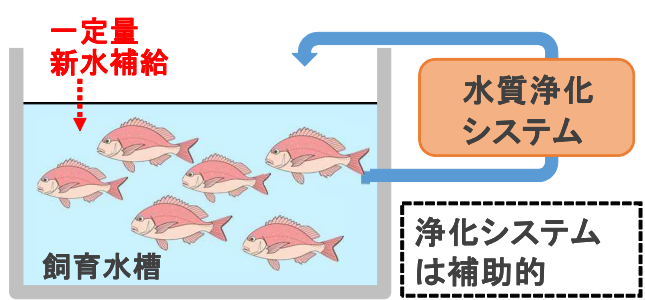 一定量
新水補給
水質浄化
システム
浄化システム
は補助的
飼育水槽